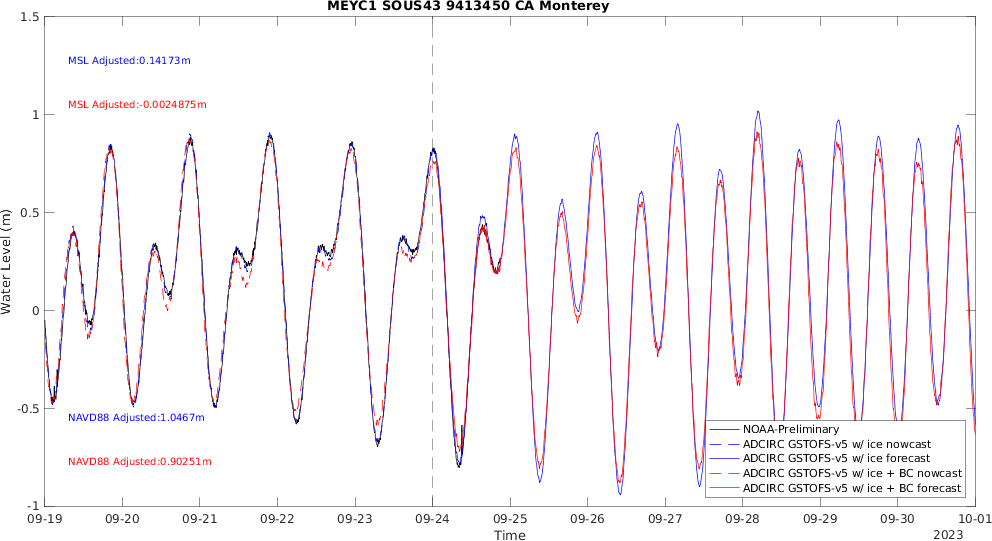 MEYC1 SOUS43 9413450 CA Monterey
1.5
MSL Adjusted:0.14173m
MSL Adjusted:-0.0024875m
1
0.5
Water Level (m)
0
-0.5
NAVD88 Adjusted:1.0467m
NAVD88 Adjusted:0.90251m
-1
NOAA-Preliminary
ADCIRC GSTOFS-v5 w/ ice nowcast
ADCIRC GSTOFS-v5 w/ ice forecast
ADCIRC GSTOFS-v5 w/ ice + BC nowcast
ADCIRC GSTOFS-v5 w/ ice + BC forecast
09-19 09-20 09-21 09-22 09-23 09-24 09-25 09-26 09-27 09-28 09-29 09-30 10-01
Time
2023